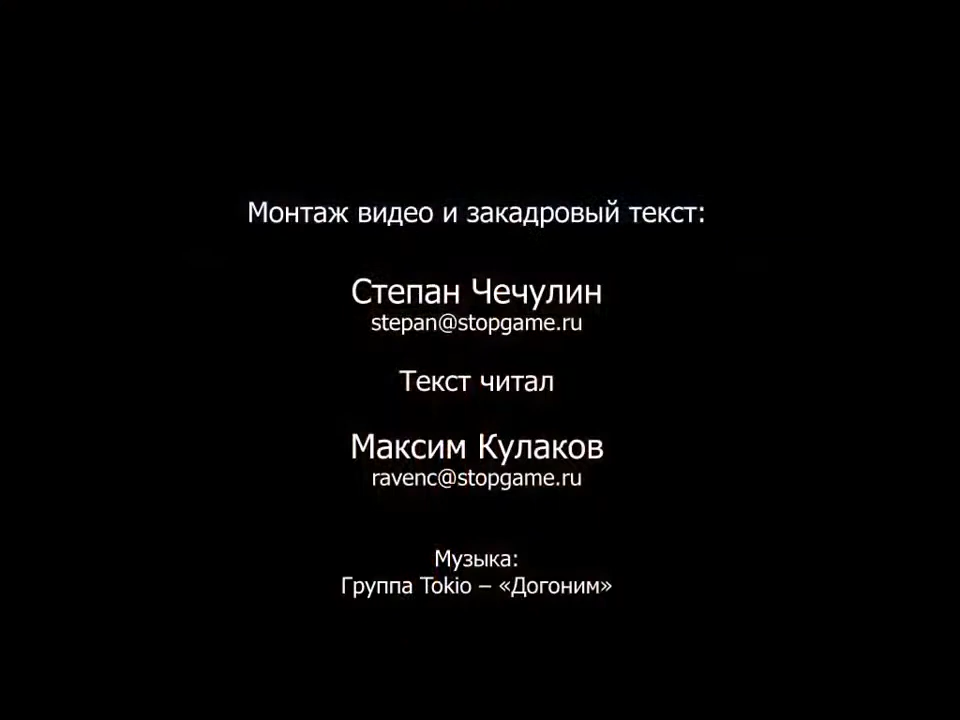 Монтаж видео и закадровый текст:
Степан Чечулин
stepan@stopgame.ru
Текст читал
Максим Кулаков
ravenc@stopgame.ru
Музыка:
Группа Tokio – «Догоним»